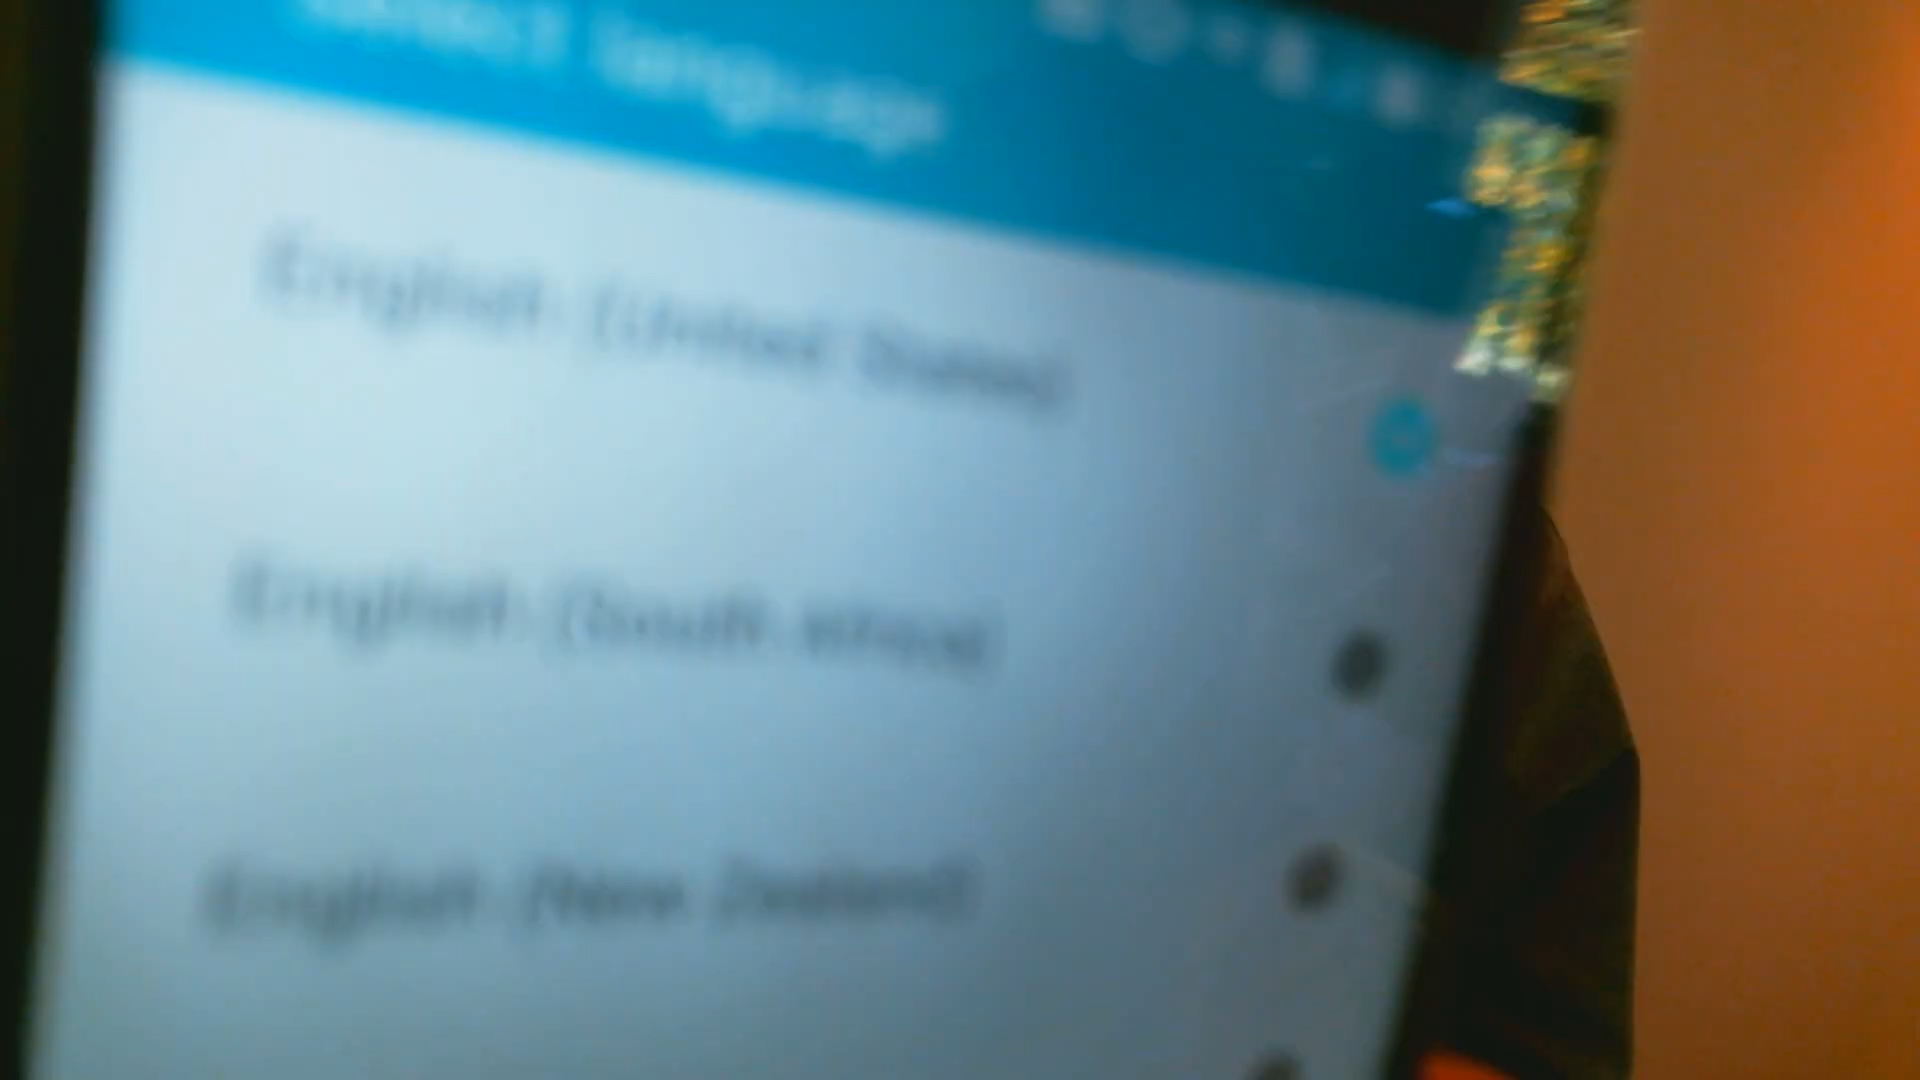 Select language
English (United States)
English (South Africa)
English (New Zealand)